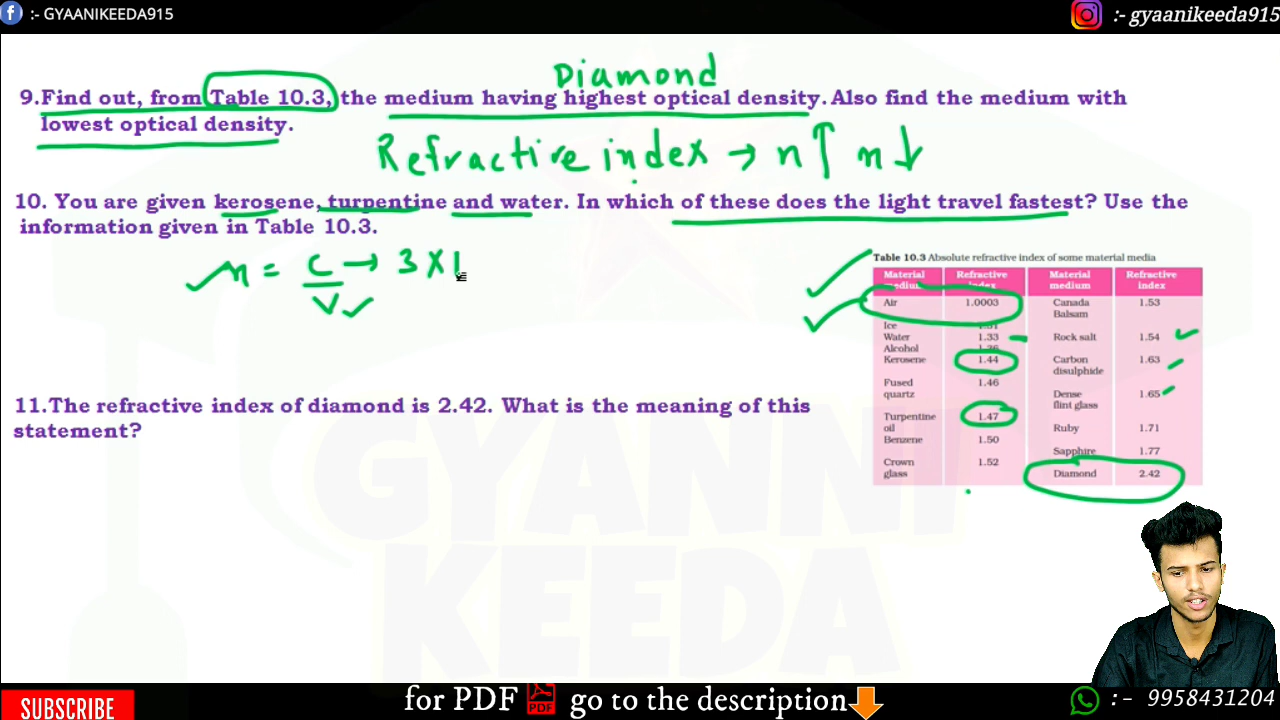 f :- GYAANIKEEDA915
:- gyaanikeeda915
Diamond
9.Find out, from Table 10.3, the medium having highest optical density. Also find the medium with
lowest optical density.
Refractive index → n↑ n↓
10. You are given kerosene, turpentine and water. In which of these does the light travel fastest? Use the
information given in Table 10.3.
n = c/v → 3×1
Table 10.3 Absolute refractive index of some material media
Material medium Refractive index Material medium Refractive index
Air 1.0003 Canada Balsam 1.53
Ice 1.31
Water 1.33 Rock salt 1.54
Alcohol 1.36
Kerosene 1.44 Carbon disulphide 1.63
Fused quartz 1.46 Dense flint glass 1.65
Turpentine oil 1.47 Ruby 1.71
Benzene 1.50 Sapphire 1.77
Crown glass 1.52 Diamond 2.42
11.The refractive index of diamond is 2.42. What is the meaning of this
statement?
GYANNI
KEEDA
SUBSCRIBE
for PDF PDF go to the description
:- 9958431204